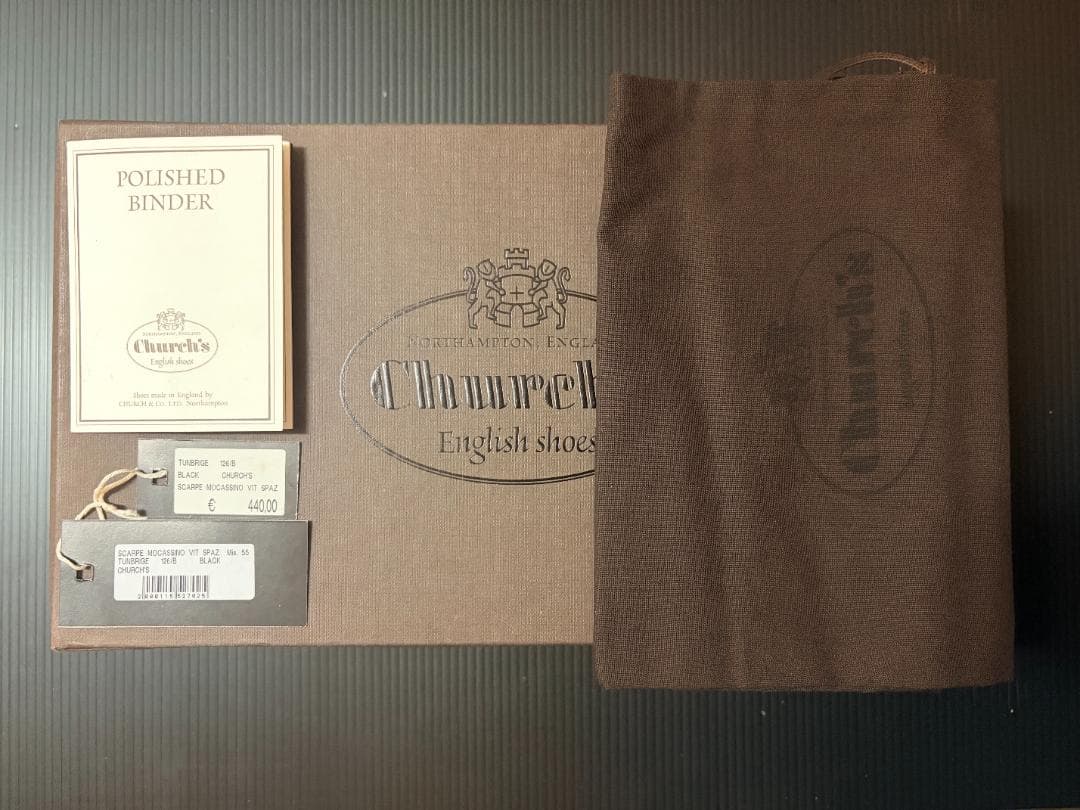 POLISHED
BINDER
NORTHAMPTON, ENGLAND
Church's
English shoes
Shoes made in England by
CHURCH & Co. LTD. Northampton
NORTHAMPTON, ENGLA
Church
English shoes
Church's
TUNBRIGE 126/B
BLACK CHURCH'S
SCARPE MOCASSINO VIT SPAZ
€ 440,00
SCARPE MOCASSINO VIT SPAZ. Mis. 55
TUNBRIGE 126/B BLACK
CHURCH'S